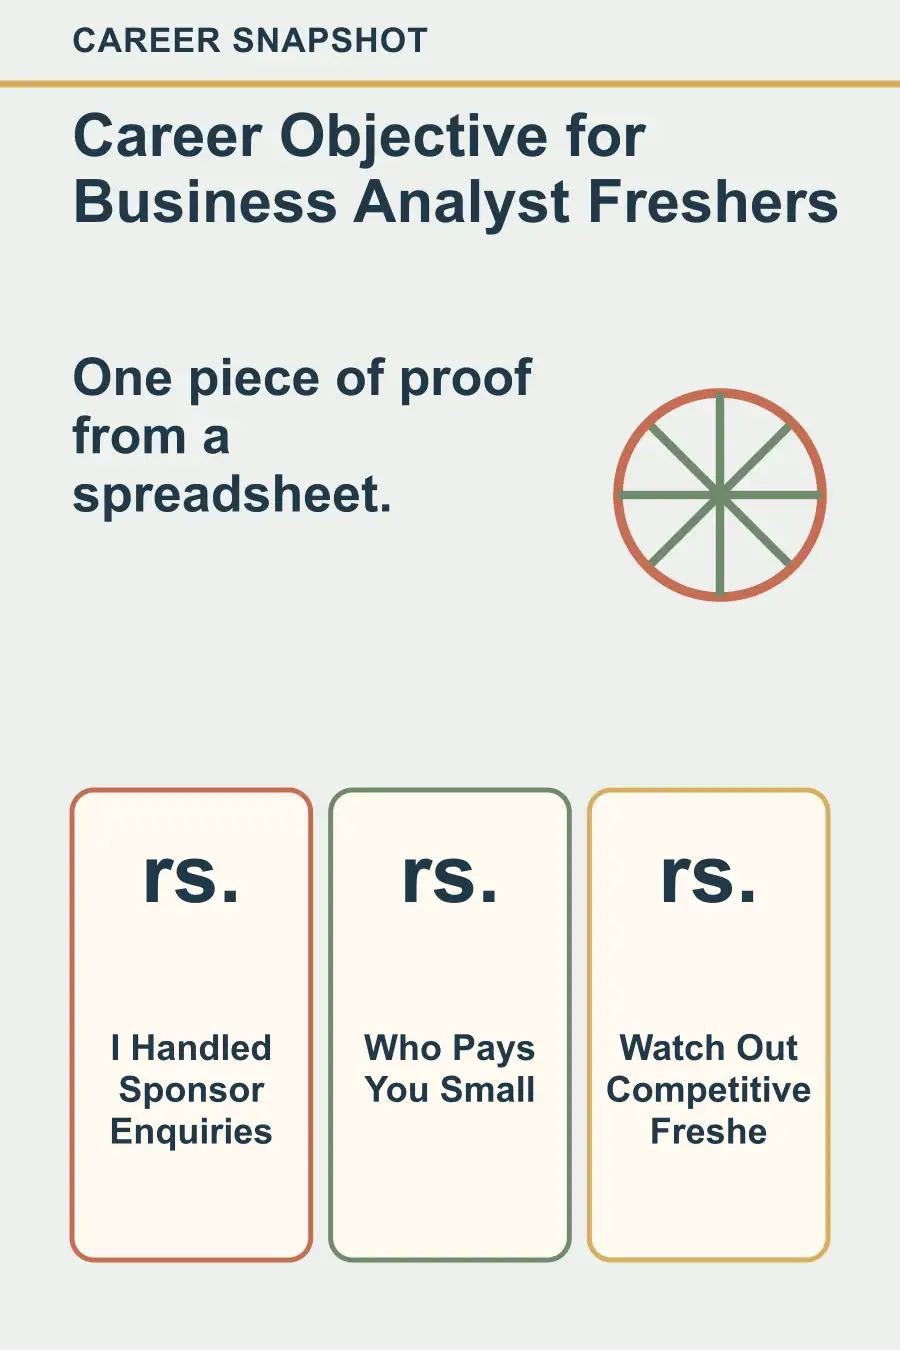 CAREER SNAPSHOT
Career Objective for
Business Analyst Freshers
One piece of proof
from a
spreadsheet.
rs.
I Handled
Sponsor
Enquiries
rs.
Who Pays
You Small
rs.
Watch Out
Competitive
Freshe